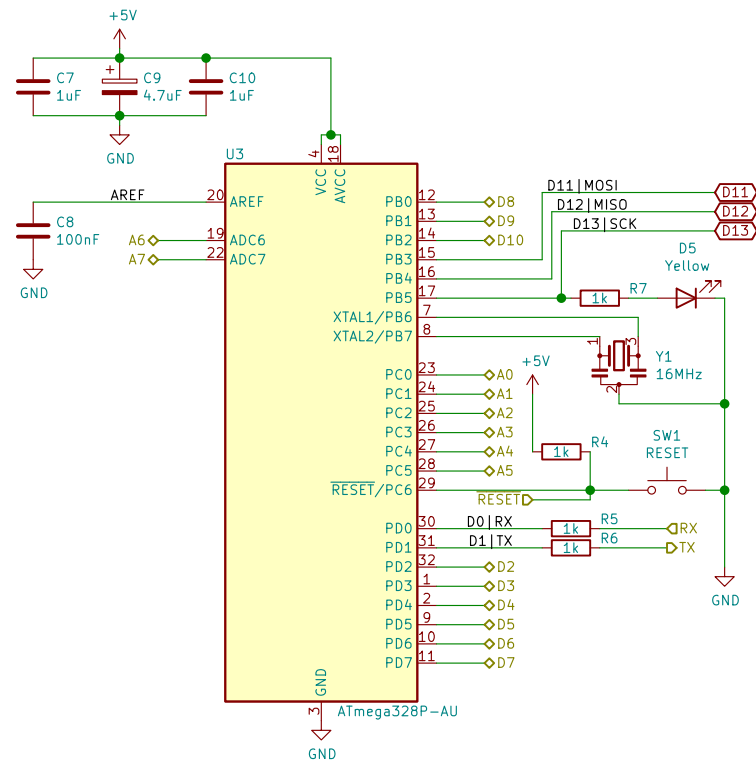 +5V
+
C7
1uF
C9
4.7uF
C10
1uF
GND
U3
4
18
VCC
AVCC
AREF
20
AREF
C8
100nF
GND
A6
19
ADC6
A7
22
ADC7
PB0
12
D8
PB1
13
D9
PB2
14
D10
PB3
15
PB4
16
PB5
17
D11|MOSI
D11
D12|MISO
D12
D13|SCK
D13
D5
Yellow
1k
R7
XTAL1/PB6
7
XTAL2/PB7
8
1
3
2
Y1
16MHz
PC0
23
A0
PC1
24
A1
PC2
25
A2
PC3
26
A3
PC4
27
A4
PC5
28
A5
RESET/PC6
29
+5V
1k
R4
RESET
SW1
RESET
PD0
30
D0|RX
1k
R5
RX
PD1
31
D1|TX
1k
R6
TX
PD2
32
D2
PD3
1
D3
PD4
2
D4
PD5
9
D5
PD6
10
D6
PD7
11
D7
GND
GND
3
ATmega328P-AU
GND